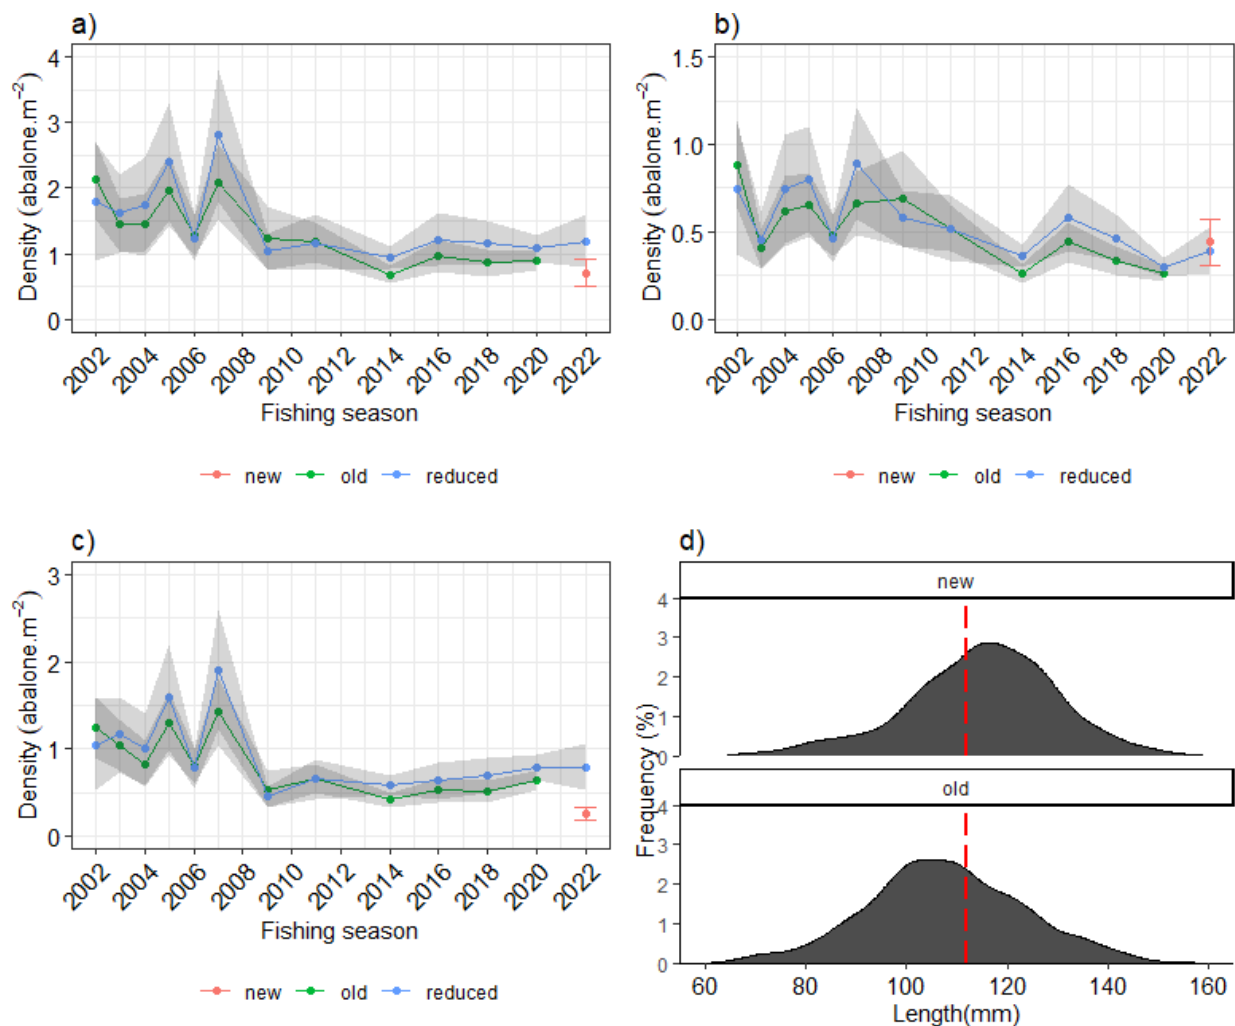 a)
4
3
2
1
0
Density (abalone.m⁻²)
2002 2004 2006 2008 2010 2012 2014 2016 2018 2020 2022
Fishing season
new old reduced
b)
1.5
1.0
0.5
0.0
Density (abalone.m⁻²)
2002 2004 2006 2008 2010 2012 2014 2016 2018 2020 2022
Fishing season
new old reduced
c)
3
2
1
0
Density (abalone.m⁻²)
2002 2004 2006 2008 2010 2012 2014 2016 2018 2020 2022
Fishing season
new old reduced
d)
new
4
3
2
1
0
Frequency (%)
old
4
3
2
1
0
60 80 100 120 140 160
Length(mm)